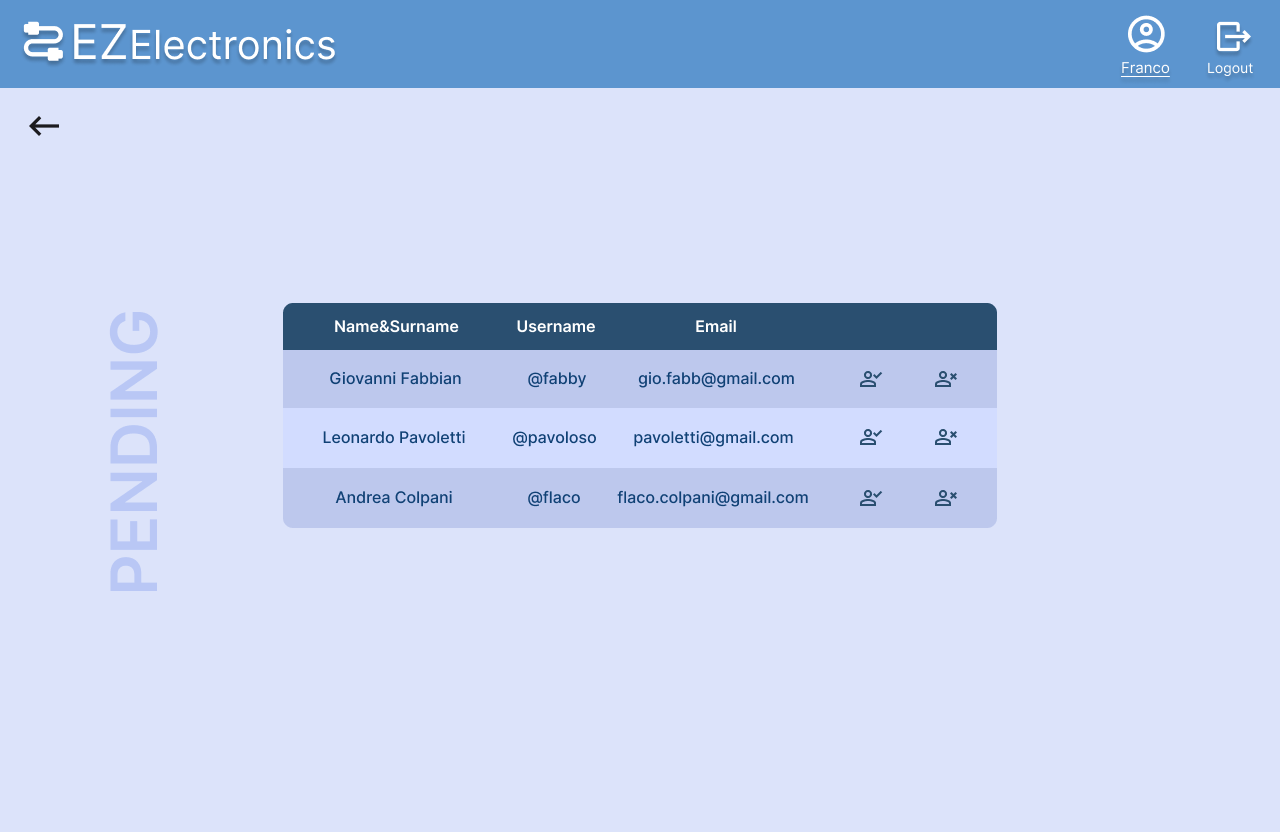 EZElectronics
Franco
Logout
PENDING
Name&Surname Username Email
Giovanni Fabbian @fabby gio.fabb@gmail.com
Leonardo Pavoletti @pavoloso pavoletti@gmail.com
Andrea Colpani @flaco flaco.colpani@gmail.com